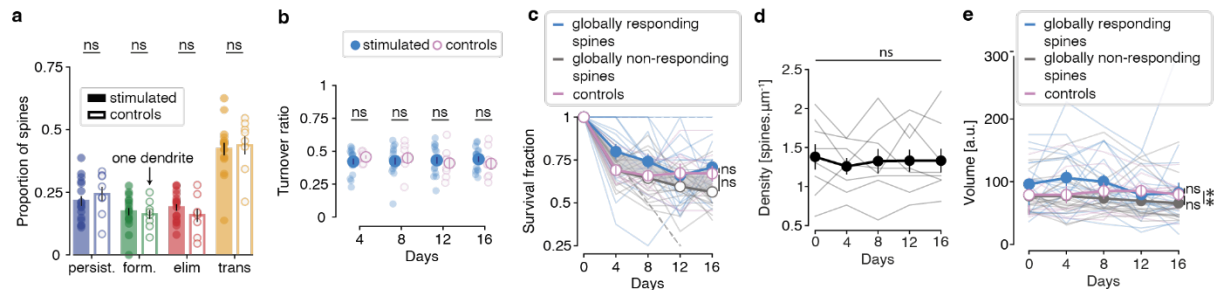 a
ns ns ns ns
0.75
0.5
0.25
0
Proportion of spines
stimulated
controls
one dendrite
persist. form. elim trans
b
stimulated controls
1
0.75
0.5
0.25
0
Turnover ratio
ns ns ns ns
4 8 12 16
Days
c
globally responding
spines
globally non-responding
spines
controls
1
0.75
0.5
0.25
Survival fraction
ns
ns
0 4 8 12 16
Days
d
ns
2.5
2
1.5
1
0.5
Density [spines.µm⁻¹]
0 4 8 12 16
Days
e
globally responding
spines
globally non-responding
spines
controls
300
200
100
0
Volume [a.u.]
ns
ns
**
0 4 8 12 16
Days